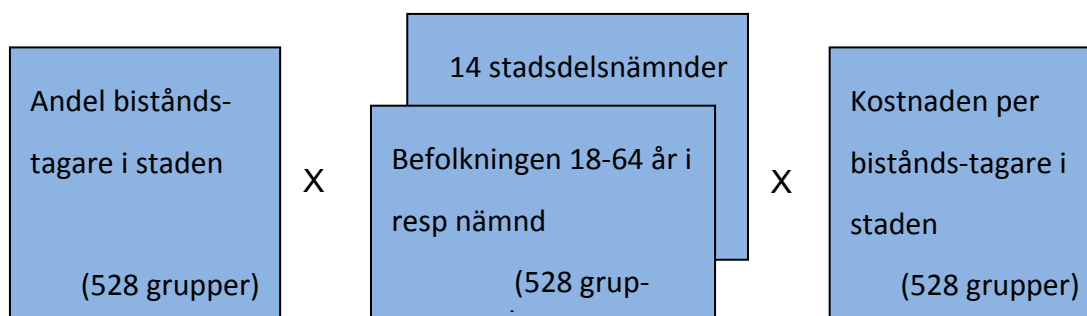 Andel bistånds-
tagare i staden
(528 grupper)
X
14 stadsdelsnämnder
Befolkningen 18-64 år i
resp nämnd
(528 grup-
X
Kostnaden per
bistånds-tagare i
staden
(528 grupper)